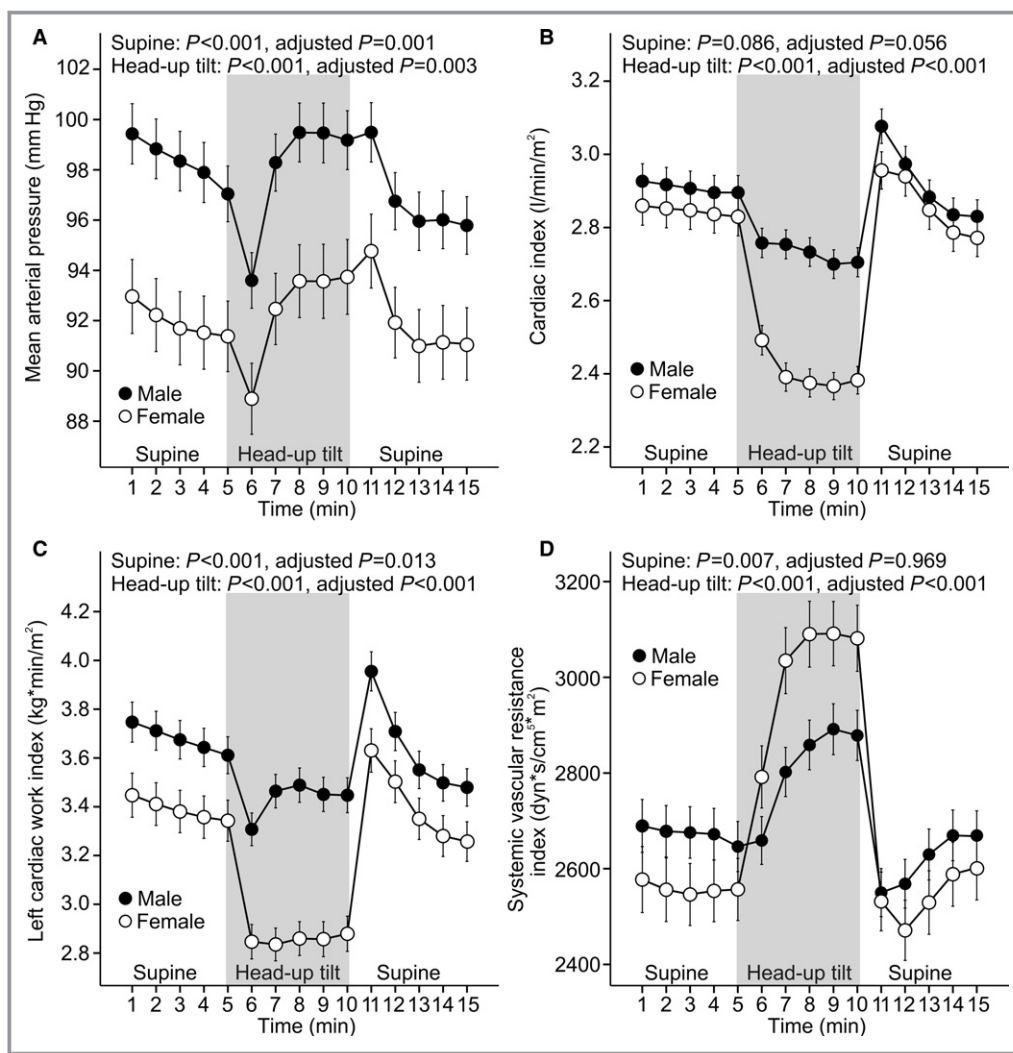 A
Supine: P<0.001, adjusted P=0.001
Head-up tilt: P<0.001, adjusted P=0.003
Mean arterial pressure (mm Hg)
102
100
98
96
94
92
90
88
Male
Female
Supine
Head-up tilt
Supine
1 2 3 4 5 6 7 8 9 10 11 12 13 14 15
Time (min)
B
Supine: P=0.086, adjusted P=0.056
Head-up tilt: P<0.001, adjusted P<0.001
Cardiac index (l/min/m²)
3.2
3.0
2.8
2.6
2.4
2.2
Male
Female
Supine
Head-up tilt
Supine
1 2 3 4 5 6 7 8 9 10 11 12 13 14 15
Time (min)
C
Supine: P<0.001, adjusted P=0.013
Head-up tilt: P<0.001, adjusted P<0.001
Left cardiac work index (kg*min/m²)
4.2
4.0
3.8
3.6
3.4
3.2
3.0
2.8
Male
Female
Supine
Head-up tilt
Supine
1 2 3 4 5 6 7 8 9 10 11 12 13 14 15
Time (min)
D
Supine: P=0.007, adjusted P=0.969
Head-up tilt: P<0.001, adjusted P<0.001
Systemic vascular resistance
index (dyn*s/cm⁵*m²)
3200
3000
2800
2600
2400
Male
Female
Supine
Head-up tilt
Supine
1 2 3 4 5 6 7 8 9 10 11 12 13 14 15
Time (min)